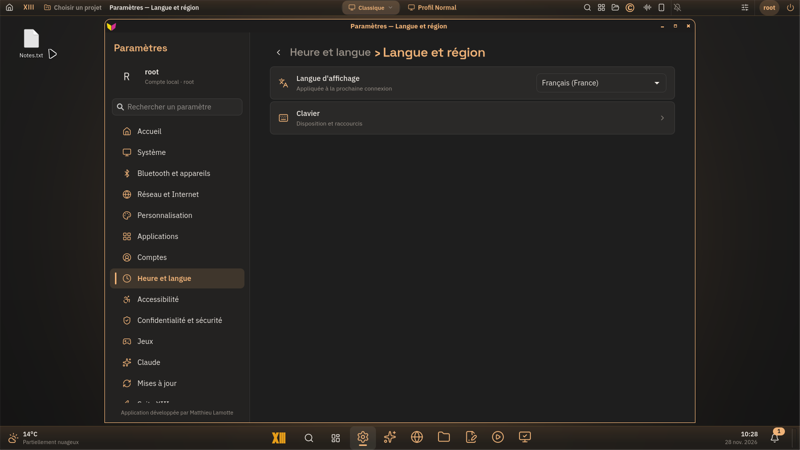 XIII
Choisir un projet
Paramètres — Langue et région
Classique
Profil Normal
root
Notes.txt
Paramètres — Langue et région
Paramètres
R
root
Compte local · root
Rechercher un paramètre
Accueil
Système
Bluetooth et appareils
Réseau et Internet
Personnalisation
Applications
Comptes
Heure et langue
Accessibilité
Confidentialité et sécurité
Jeux
Claude
Mises à jour
Application développée par Matthieu Lamotte
Heure et langue > Langue et région
Langue d'affichage
Appliquée à la prochaine connexion
Français (France)
Clavier
Disposition et raccourcis
14°C
Partiellement nuageux
XIII
10:28
28 nov. 2026
1